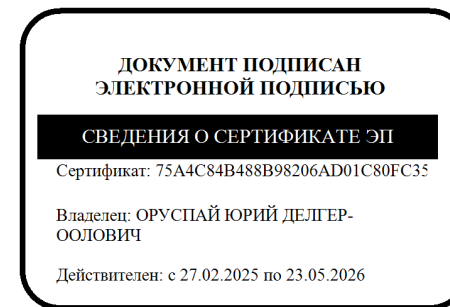 ДОКУМЕНТ ПОДПИСАН
ЭЛЕКТРОННОЙ ПОДПИСЬЮ
СВЕДЕНИЯ О СЕРТИФИКАТЕ ЭП
Сертификат: 75A4C84B488B98206AD01C80FC35
Владелец: ОРУСПАЙ ЮРИЙ ДЕЛГЕР-
ООЛОВИЧ
Действителен: с 27.02.2025 по 23.05.2026